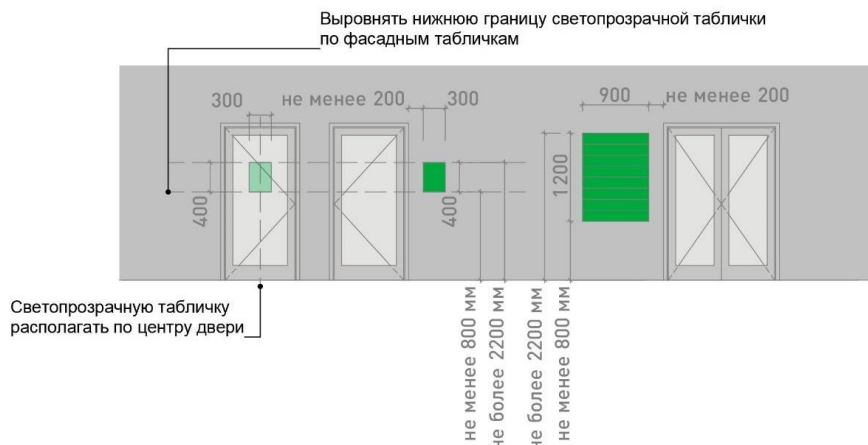 Выровнять нижнюю границу светопрозрачной таблички
по фасадным табличкам
300
не менее 200
300
900
не менее 200
400
400
1200
Светопрозрачную табличку
располагать по центру двери
не менее 800 мм
не более 2200 мм
не более 2200 мм
не менее 800 мм